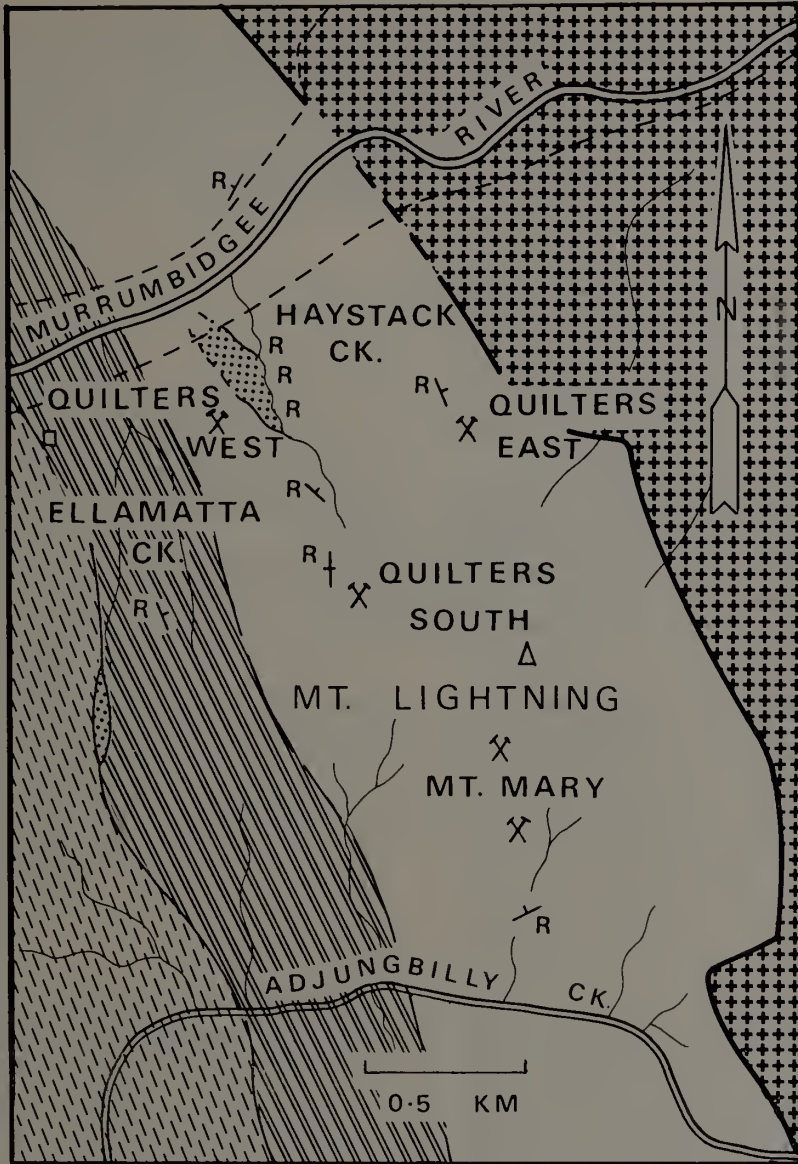 RIVER
R
MURRUMBIDGEE
N
HAYSTACK
CK.
R
R
R
R
QUILTERS
WEST
QUILTERS
EAST
R
ELLAMATTA
CK.
R
QUILTERS
SOUTH
R
MT. LIGHTNING
MT. MARY
R
ADJUNGBILLY CK.
0·5 KM